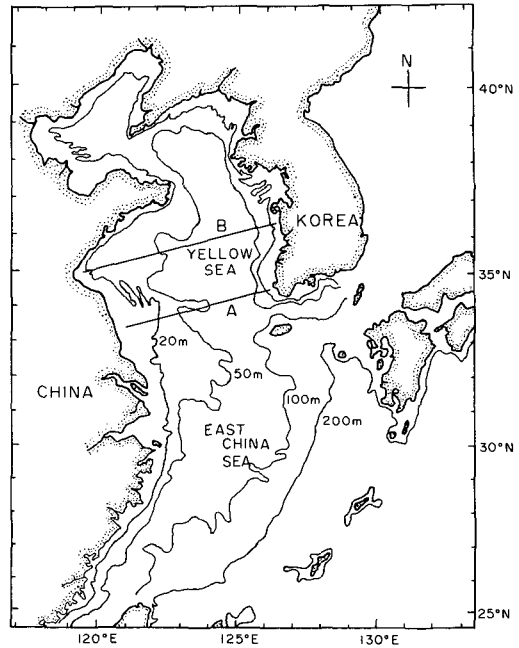 N
40°N
KOREA
B
YELLOW
SEA
35°N
A
20m
50m
CHINA
100m
200m
EAST
CHINA
SEA
30°N
25°N
120°E
125°E
130°E